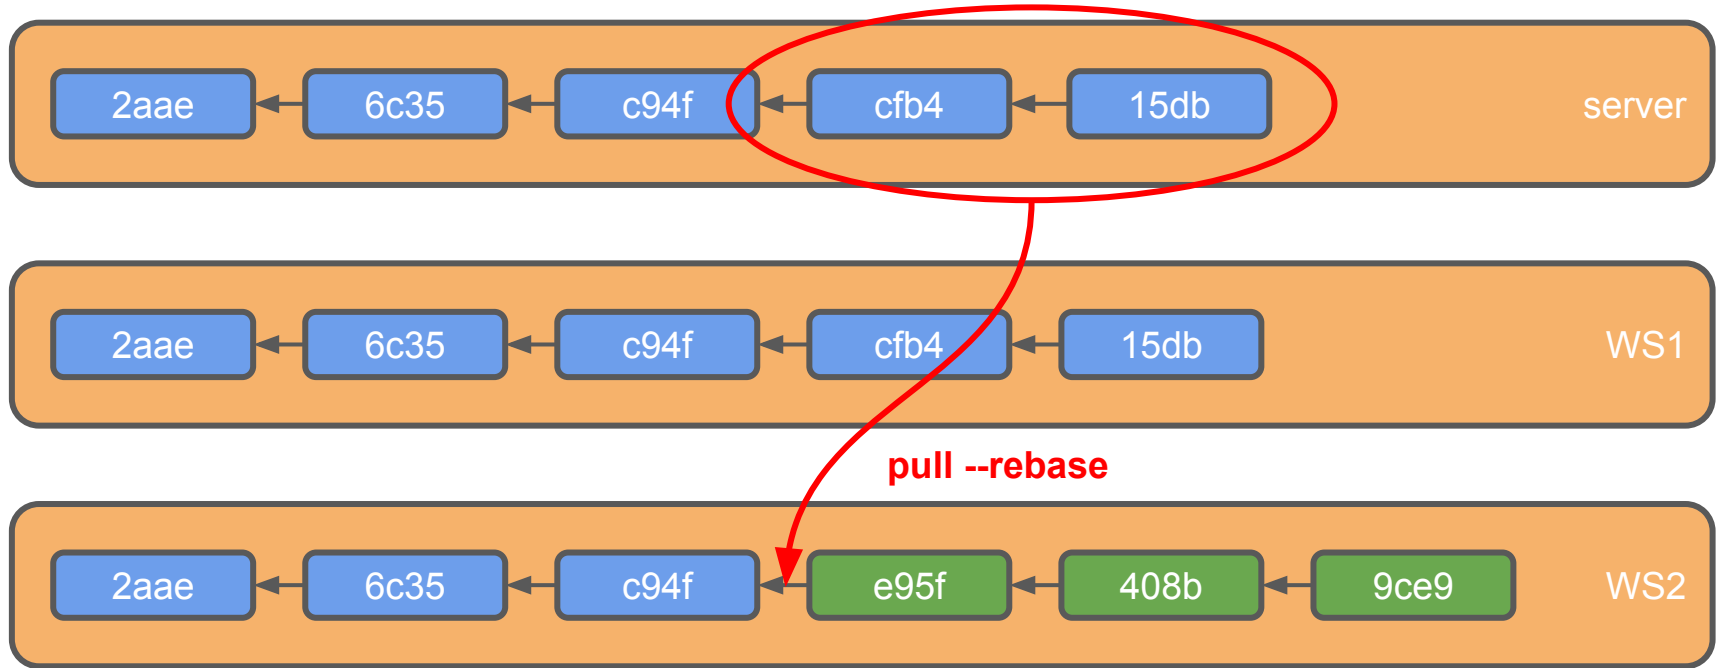 2aae 6c35 c94f cfb4 15db server
2aae 6c35 c94f cfb4 15db WS1
pull --rebase
2aae 6c35 c94f e95f 408b 9ce9 WS2